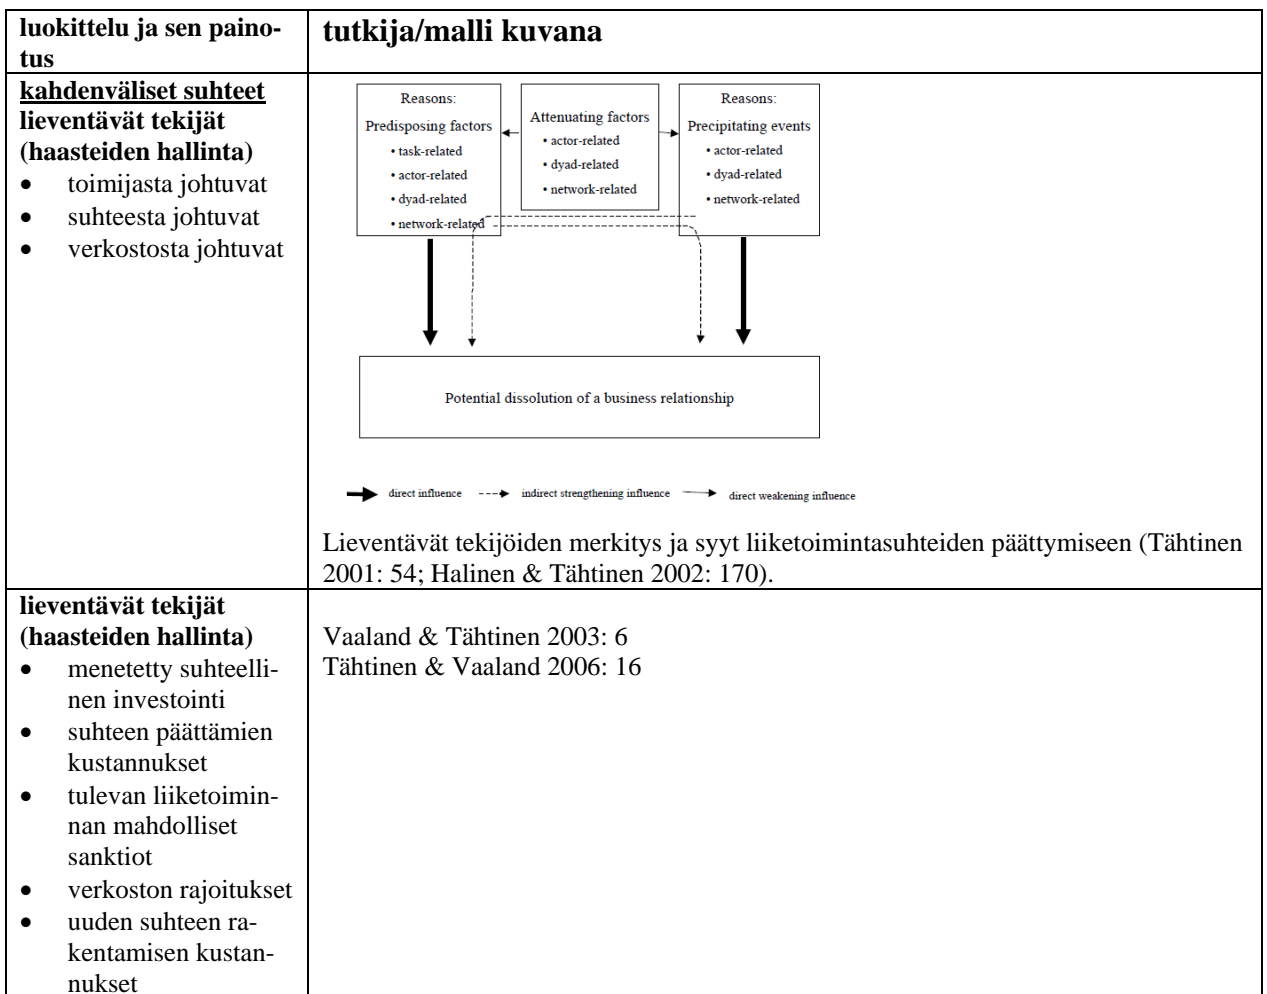 luokittelu ja sen paino-
tus
tutkija/malli kuvana
kahdenväliset suhteet
lieventävät tekijät
(haasteiden hallinta)
• toimijasta johtuvat
• suhteesta johtuvat
• verkostosta johtuvat
Reasons:
Predisposing factors
• task-related
• actor-related
• dyad-related
• network-related
Attenuating factors
• actor-related
• dyad-related
• network-related
Reasons:
Precipitating events
• actor-related
• dyad-related
• network-related
Potential dissolution of a business relationship
direct influence
indirect strengthening influence
direct weakening influence
Lieventävät tekijöiden merkitys ja syyt liiketoimintasuhteiden päättymiseen (Tähtinen
2001: 54; Halinen & Tähtinen 2002: 170).
lieventävät tekijät
(haasteiden hallinta)
• menetetty suhteelli-
nen investointi
• suhteen päättämien
kustannukset
• tulevan liiketoimin-
nan mahdolliset
sanktiot
• verkoston rajoitukset
• uuden suhteen ra-
kentamisen kustan-
nukset
Vaaland & Tähtinen 2003: 6
Tähtinen & Vaaland 2006: 16